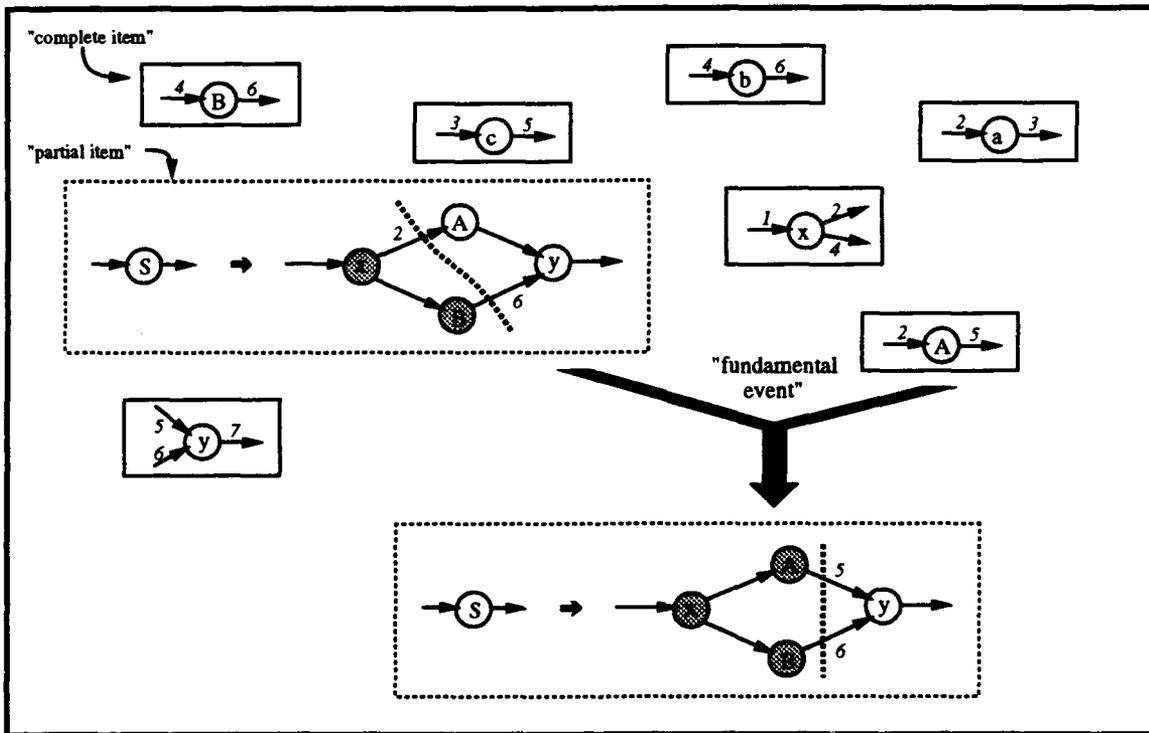 "complete item"
4 B 6
4 b 6
3 c 5
2 a 3
"partial item"
1 x 2
4
S x 2 A B 6 y
2 A 5
"fundamental
event"
5 6 y 7
S x A B 5 6 y